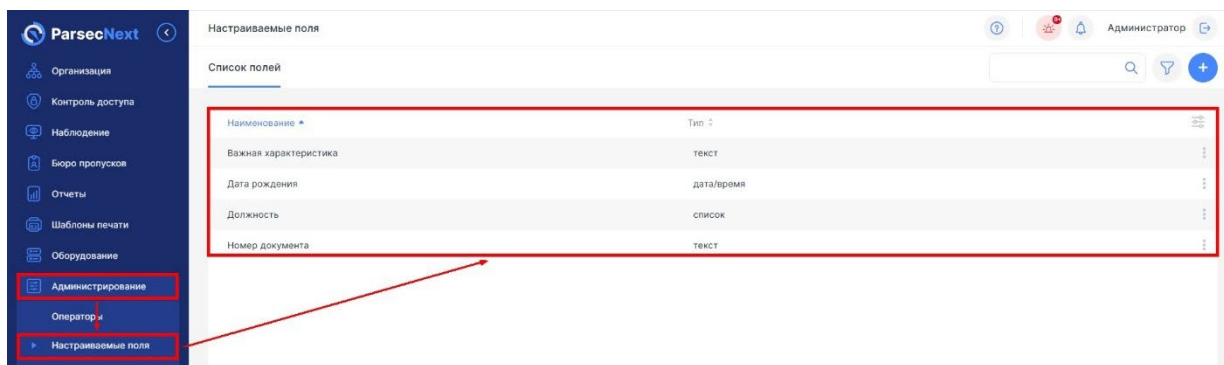 ParsecNext
Настраиваемые поля
Администратор
Организация
Список полей
Контроль доступа
Наименование Тип
Наблюдение
Важная характеристика текст
Бюро пропусков
Дата рождения дата/время
Отчеты
Должность список
Шаблоны печати
Номер документа текст
Оборудование
Администрирование
Операторы
Настраиваемые поля